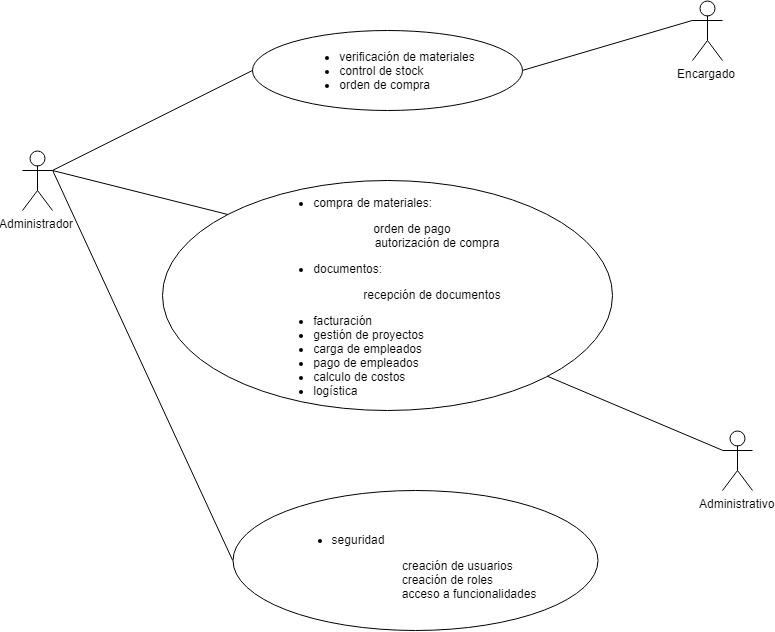 verificación de materiales
control de stock
orden de compra
Encargado
Administrador
compra de materiales:
orden de pago
autorización de compra
documentos:
recepción de documentos
facturación
gestión de proyectos
carga de empleados
pago de empleados
calculo de costos
logística
Administrativo
seguridad
creación de usuarios
creación de roles
acceso a funcionalidades